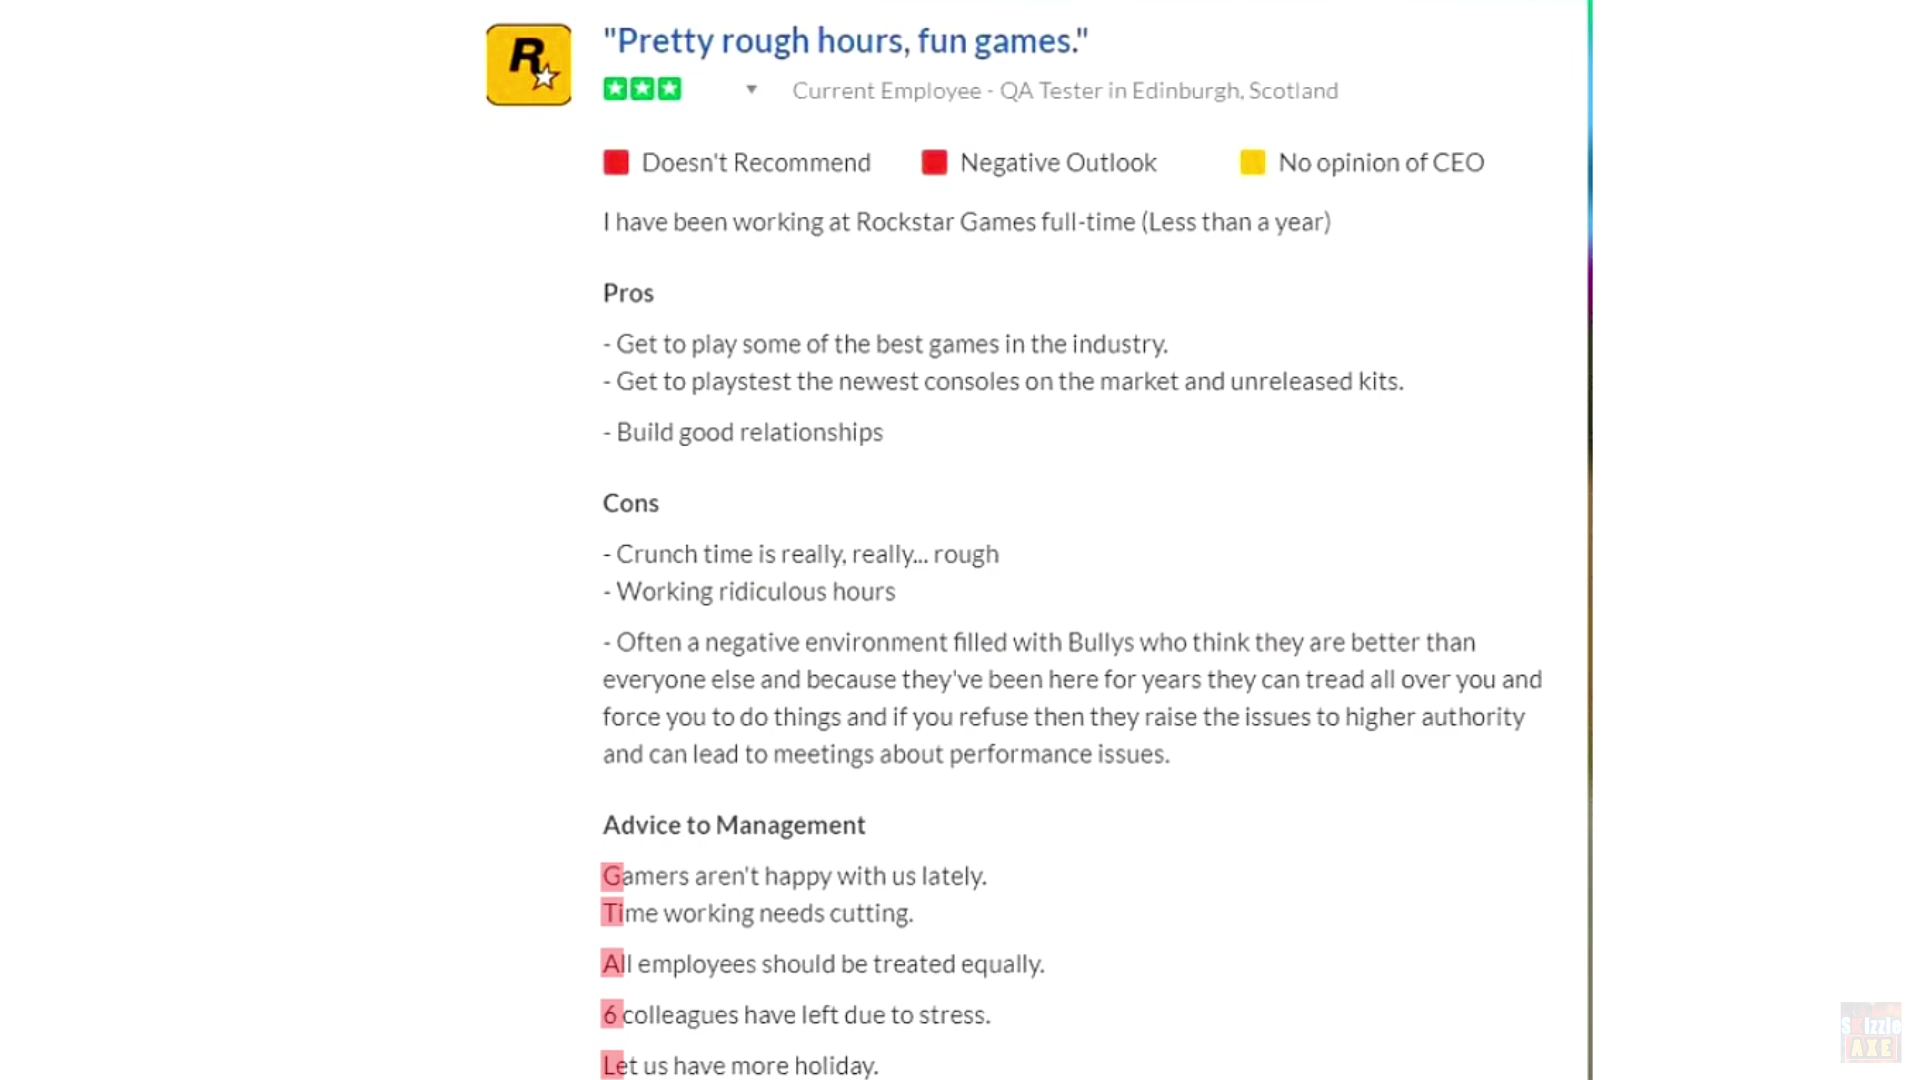 R
"Pretty rough hours, fun games."
Current Employee - QA Tester in Edinburgh, Scotland
Doesn't Recommend Negative Outlook No opinion of CEO
I have been working at Rockstar Games full-time (Less than a year)
Pros
- Get to play some of the best games in the industry.
- Get to playstest the newest consoles on the market and unreleased kits.
- Build good relationships
Cons
- Crunch time is really, really... rough
- Working ridiculous hours
- Often a negative environment filled with Bullys who think they are better than
everyone else and because they've been here for years they can tread all over you and
force you to do things and if you refuse then they raise the issues to higher authority
and can lead to meetings about performance issues.
Advice to Management
Gamers aren't happy with us lately.
Time working needs cutting.
All employees should be treated equally.
6 colleagues have left due to stress.
Let us have more holiday.
Skizzle
AXE